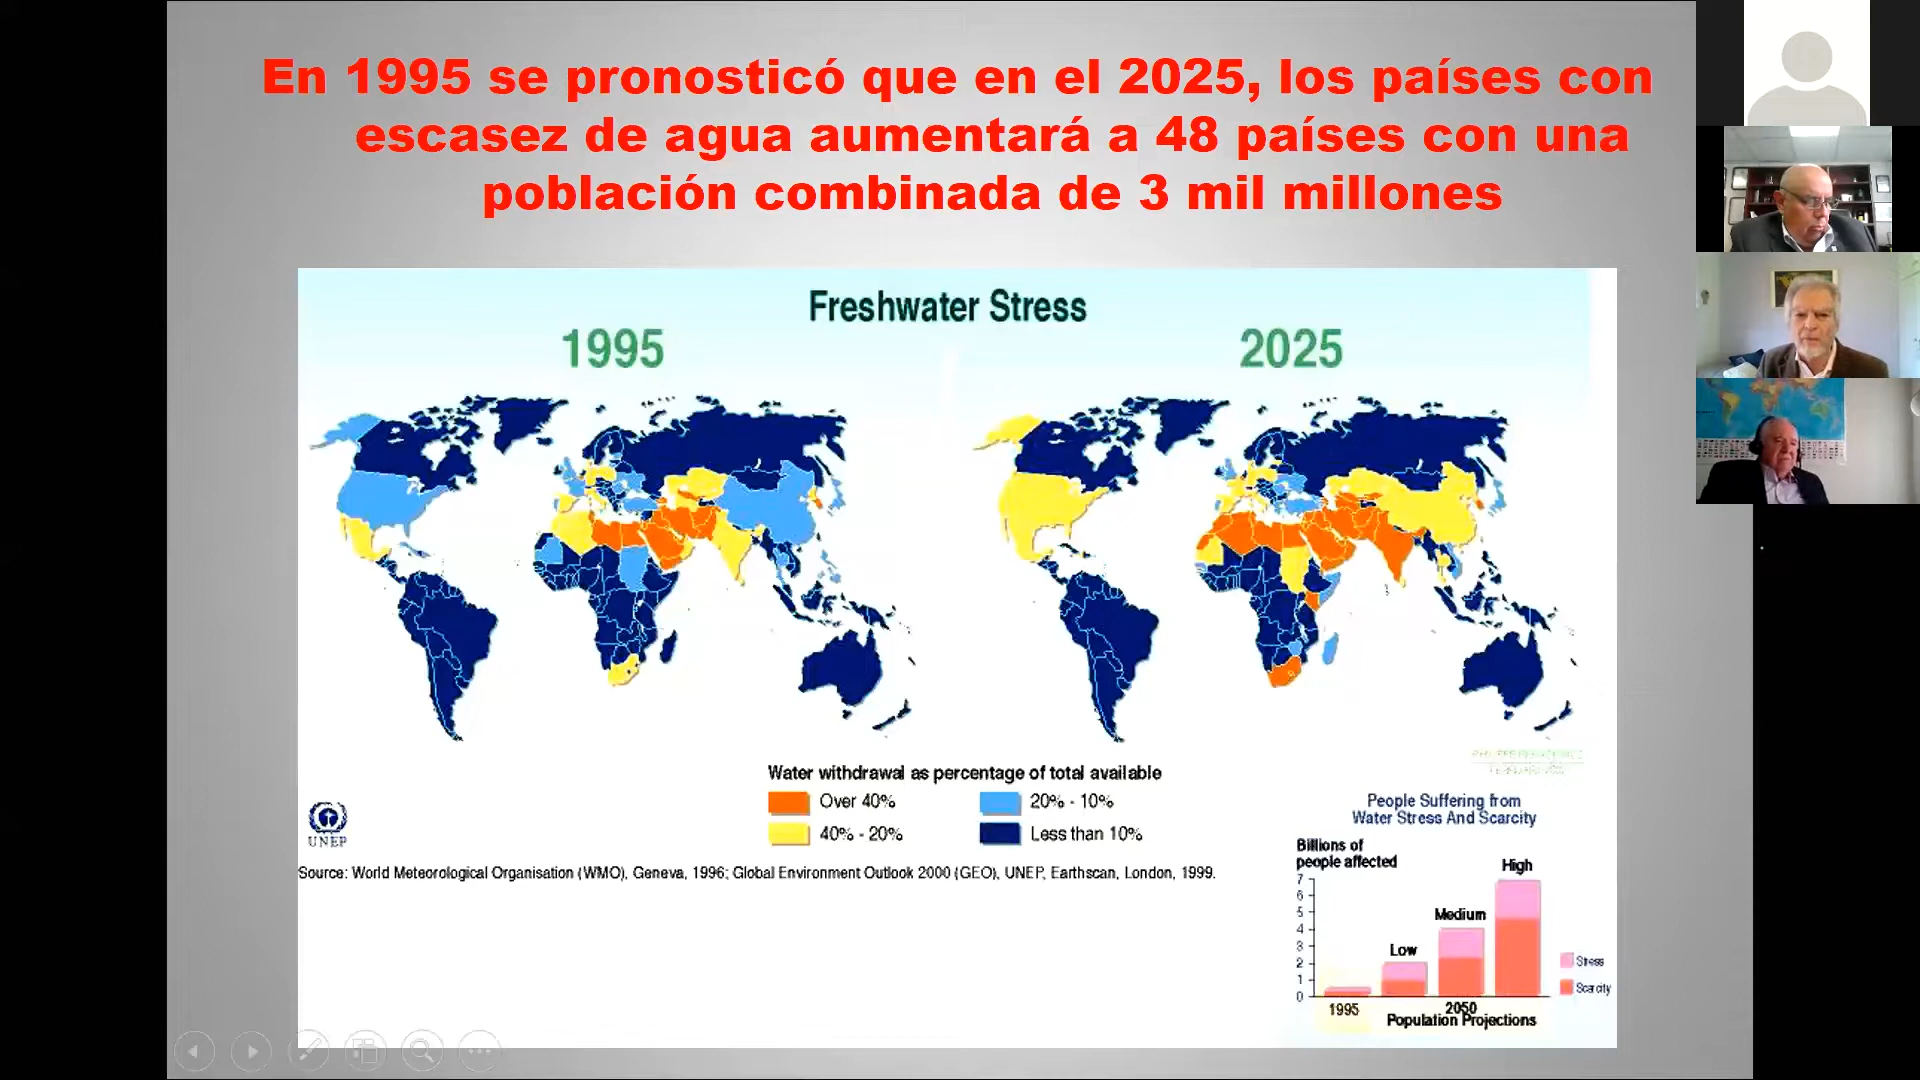 En 1995 se pronosticó que en el 2025, los países con
escasez de agua aumentará a 48 países con una
población combinada de 3 mil millones
Freshwater Stress
1995
2025
Water withdrawal as percentage of total available
Over 40%
20% - 10%
40% - 20%
Less than 10%
UNEP
Source: World Meteorological Organisation (WMO), Geneva, 1996; Global Environment Outlook 2000 (GEO), UNEP, Earthscan, London, 1999.
People Suffering from
Water Stress And Scarcity
Billions of
people affected
High
Medium
Low
7
6
5
4
3
2
1
0
Stress
Scarcity
1995
2050
Population Projections